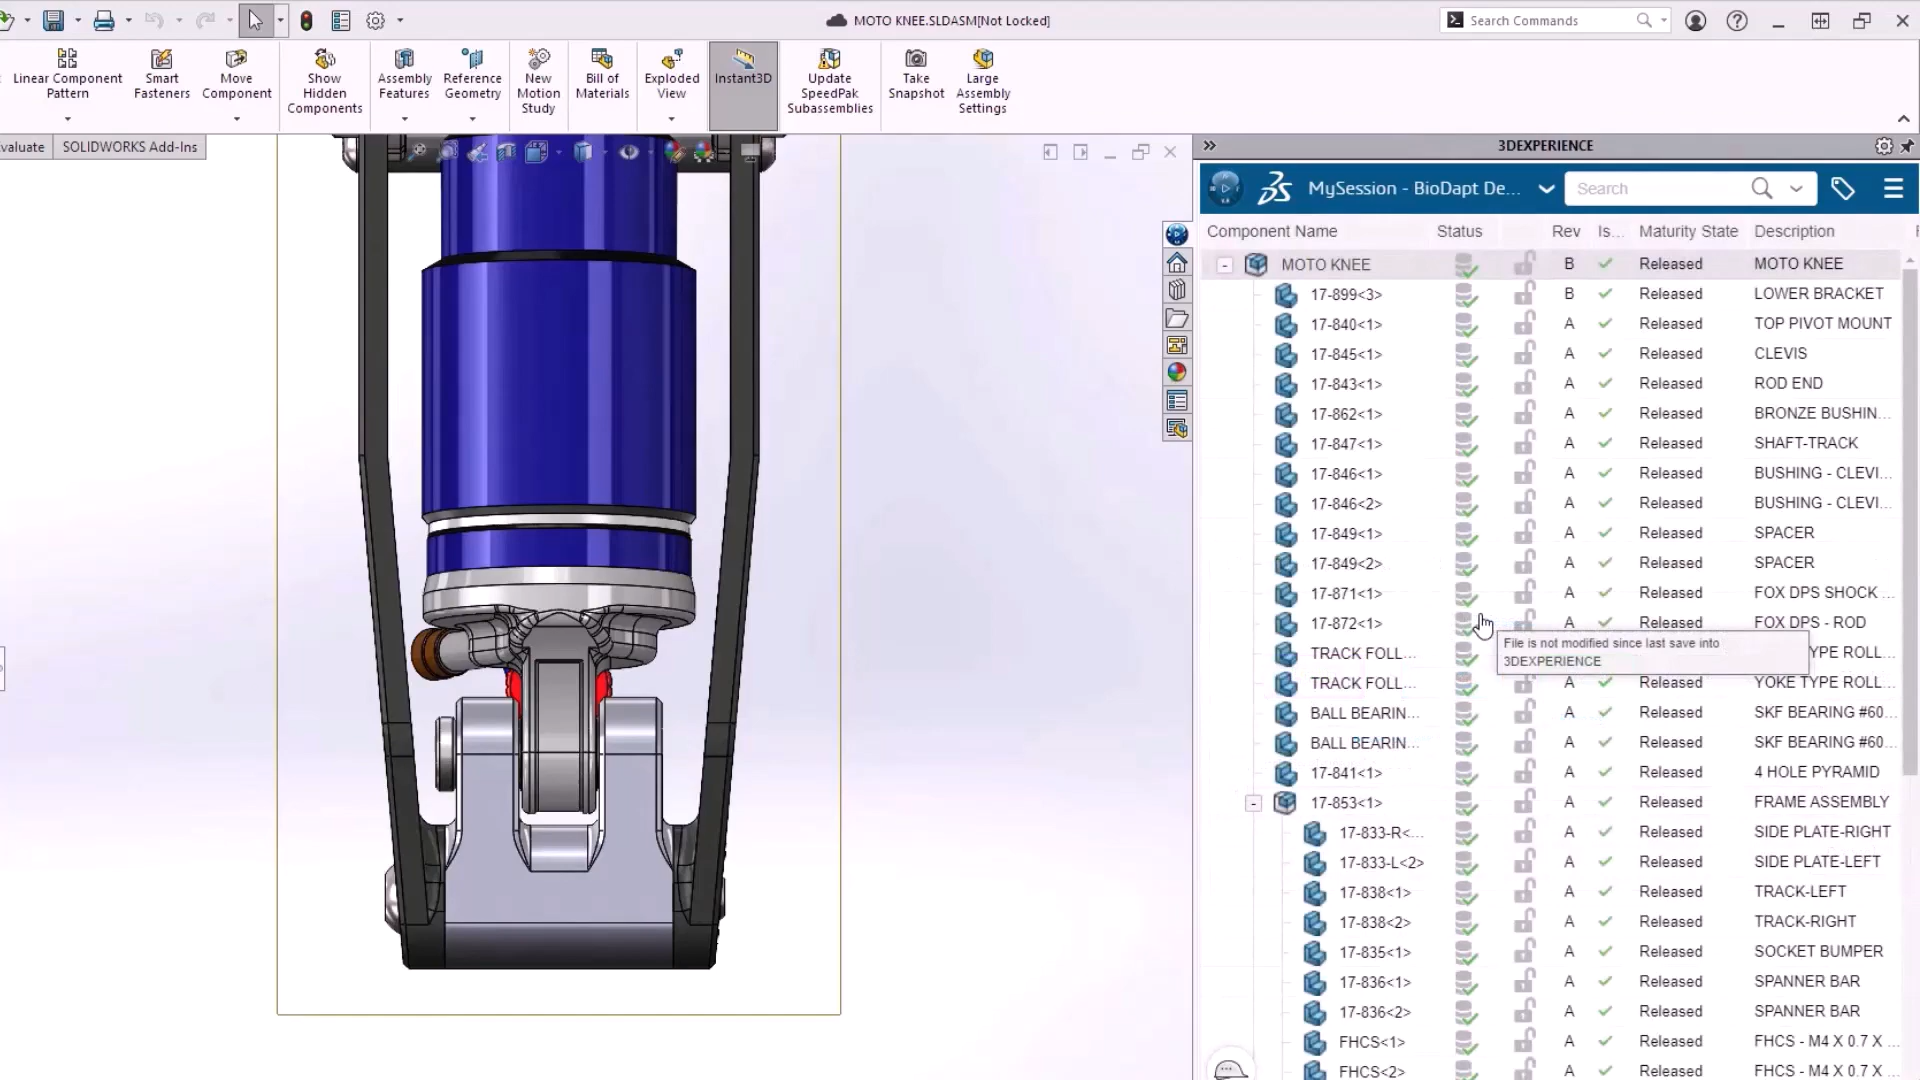 MOTO KNEE.SLDASM[Not Locked]
Search Commands
Linear Component
Pattern
Smart
Fasteners
Move
Component
Show
Hidden
Components
Assembly
Features
Reference
Geometry
New
Motion
Study
Bill of
Materials
Exploded
View
Instant3D
Update
SpeedPak
Subassemblies
Take
Snapshot
Large
Assembly
Settings
valuate
SOLIDWORKS Add-Ins
3DEXPERIENCE
MySession - BioDapt De...
Search
Component Name Status Rev Is... Maturity State Description
MOTO KNEE B Released MOTO KNEE
17-899<3> B Released LOWER BRACKET
17-840<1> A Released TOP PIVOT MOUNT
17-845<1> A Released CLEVIS
17-843<1> A Released ROD END
17-862<1> A Released BRONZE BUSHIN...
17-847<1> A Released SHAFT-TRACK
17-846<1> A Released BUSHING - CLEVI...
17-846<2> A Released BUSHING - CLEVI...
17-849<1> A Released SPACER
17-849<2> A Released SPACER
17-871<1> A Released FOX DPS SHOCK ...
17-872<1> A Released FOX DPS - ROD
File is not modified since last save into
3DEXPERIENCE
TRACK FOLL... YPE ROLL...
TRACK FOLL... A Released YOKE TYPE ROLL...
BALL BEARIN... A Released SKF BEARING #60...
BALL BEARIN... A Released SKF BEARING #60...
17-841<1> A Released 4 HOLE PYRAMID
17-853<1> A Released FRAME ASSEMBLY
17-833-R<... A Released SIDE PLATE-RIGHT
17-833-L<2> A Released SIDE PLATE-LEFT
17-838<1> A Released TRACK-LEFT
17-838<2> A Released TRACK-RIGHT
17-835<1> A Released SOCKET BUMPER
17-836<1> A Released SPANNER BAR
17-836<2> A Released SPANNER BAR
FHCS<1> A Released FHCS - M4 X 0.7 X ...
FHCS<2> A Released FHCS - M4 X 0.7 X ...